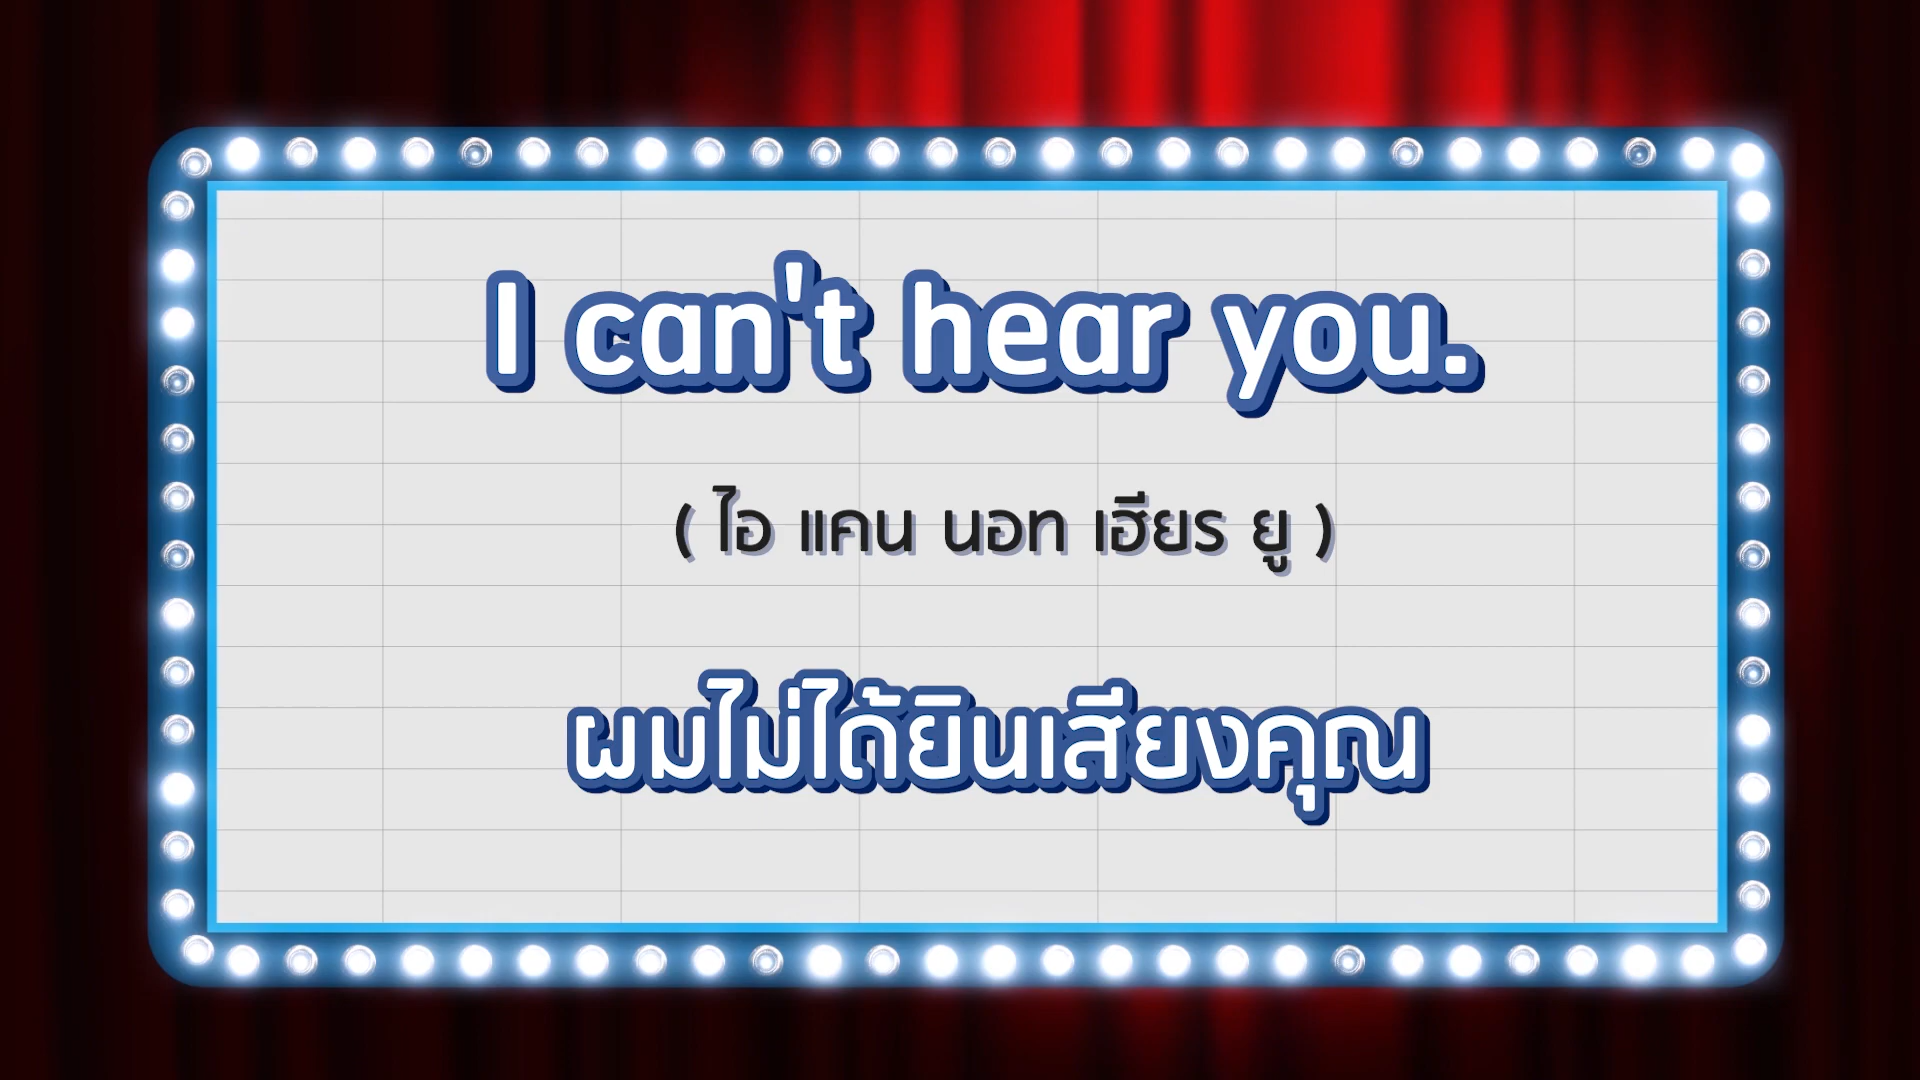 I can't hear you.
( ไอ แคน นอท เฮียร ยู )
ผมไม่ได้ยินเสียงคุณ